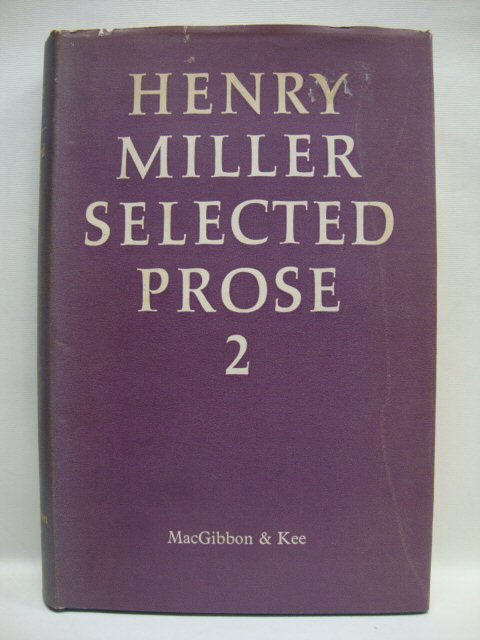 HENRY
MILLER
SELECTED
PROSE
2
MacGibbon & Kee